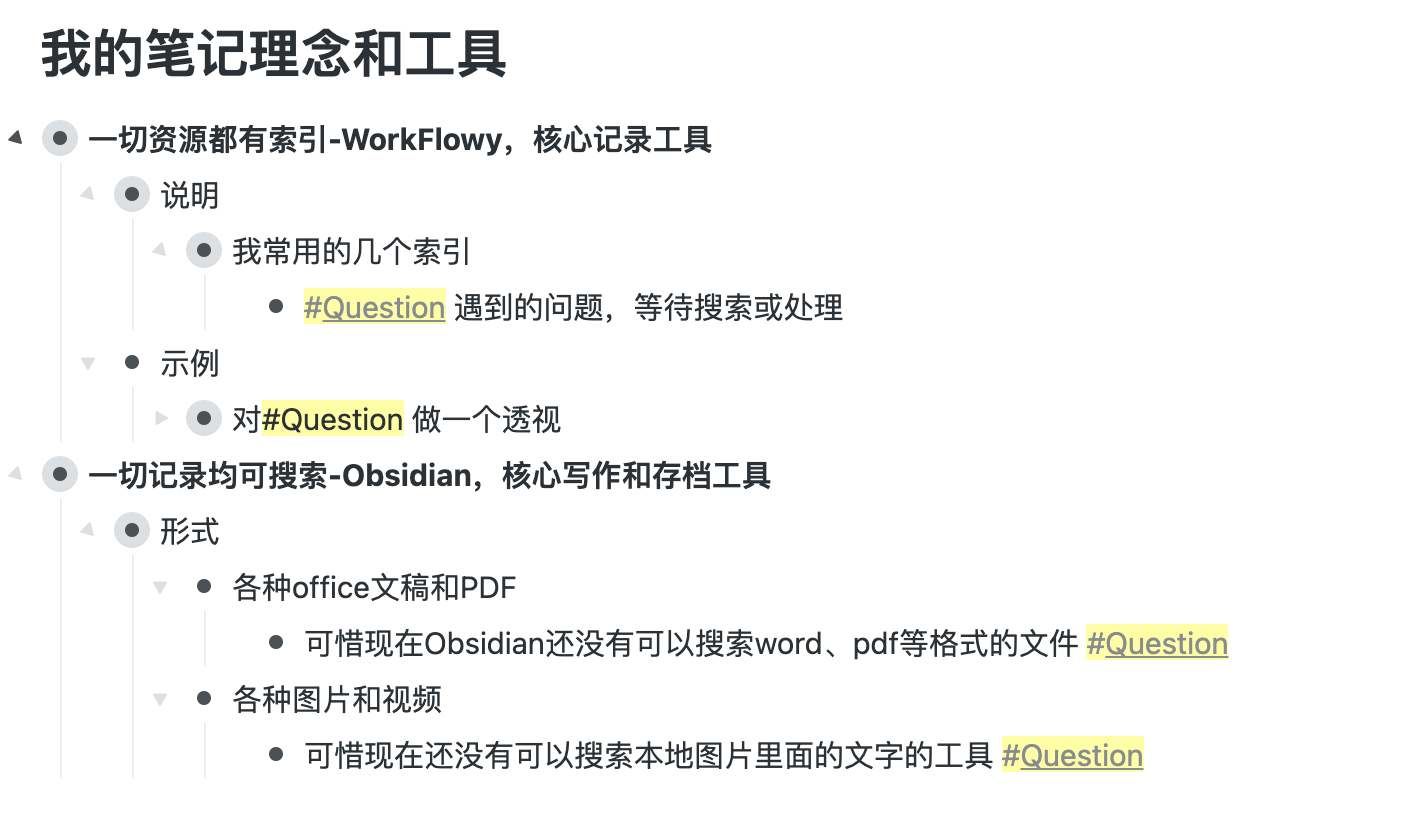 我的笔记理念和工具
一切资源都有索引-WorkFlowy，核心记录工具
说明
我常用的几个索引
#Question 遇到的问题，等待搜索或处理
示例
对#Question 做一个透视
一切记录均可搜索-Obsidian，核心写作和存档工具
形式
各种office文稿和PDF
可惜现在Obsidian还没有可以搜索word、pdf等格式的文件 #Question
各种图片和视频
可惜现在还没有可以搜索本地图片里面的文字的工具 #Question